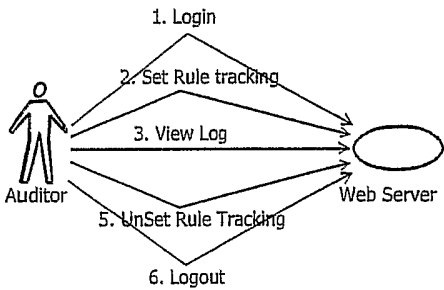 1. Login
2. Set Rule tracking
3. View Log
Auditor
Web Server
5. UnSet Rule Tracking
6. Logout